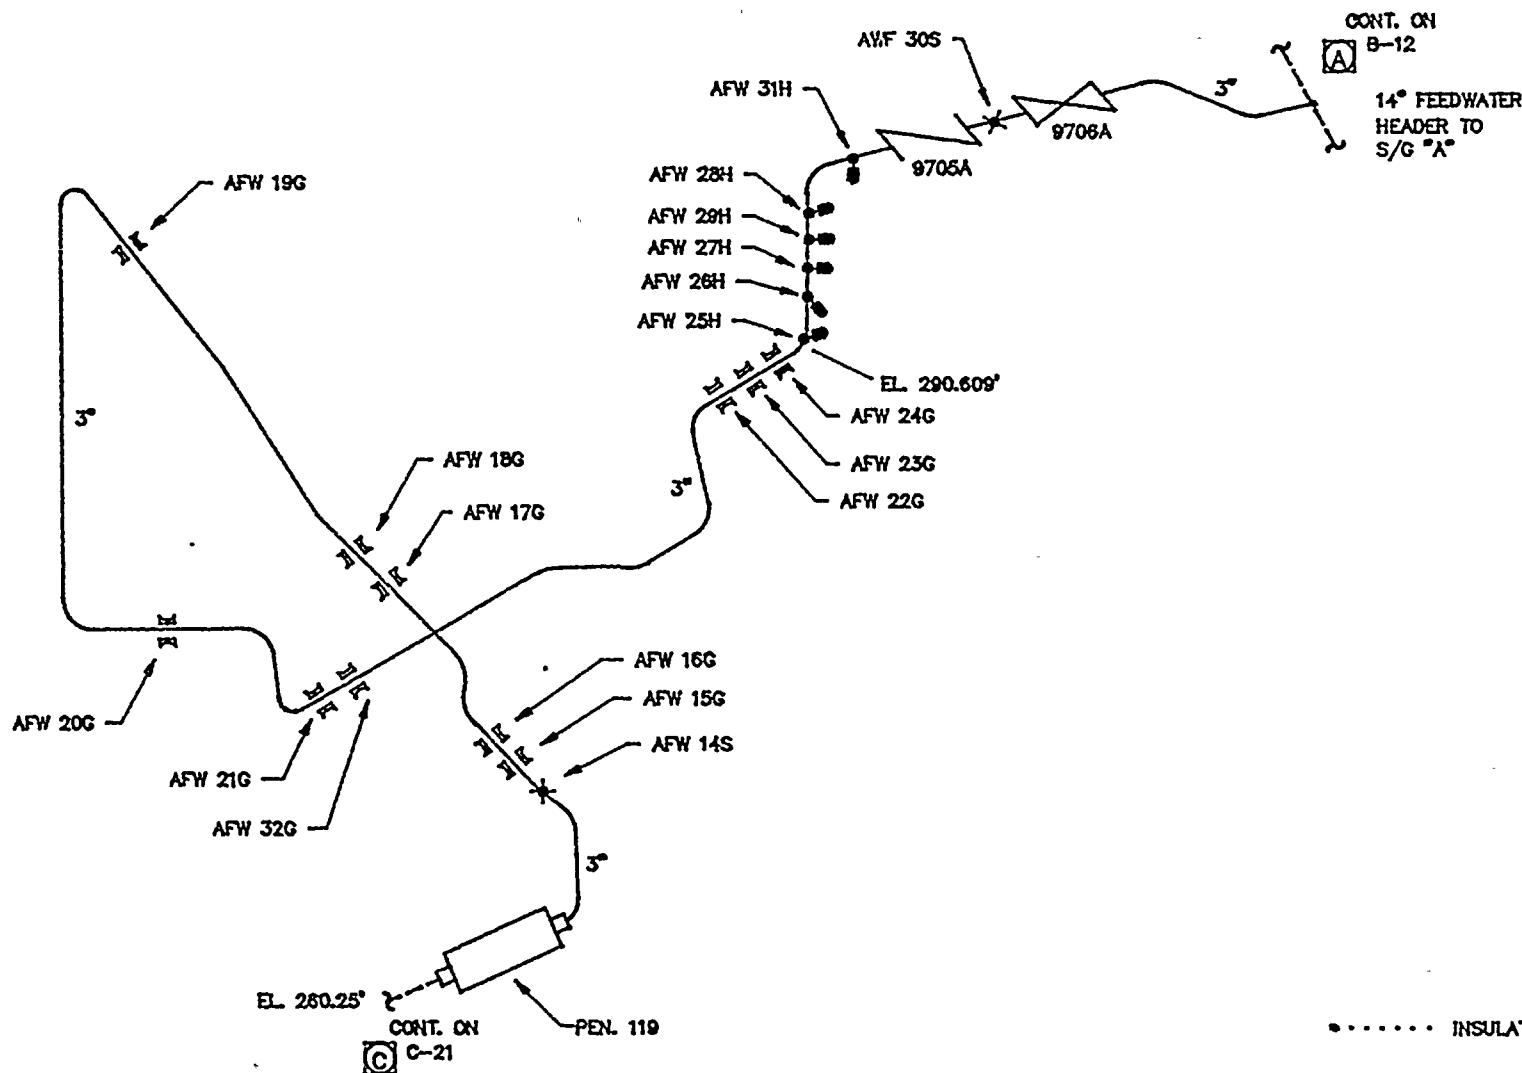 CONT. ON
A B-12
14" FEEDWATER
HEADER TO
S/G "A"
AWF 30S
AFW 31H
3"
9706A
9705A
AFW 28H
AFW 29H
AFW 27H
AFW 26H
AFW 25H
EL. 290.609'
AFW 24G
AFW 23G
AFW 22G
AFW 19G
3"
AFW 18G
AFW 17G
3"
AFW 16G
AFW 15G
AFW 14S
AFW 20G
AFW 21G
AFW 32G
3"
EL. 260.25'
CONT. ON
C C-21
PEN. 119
INSULAT